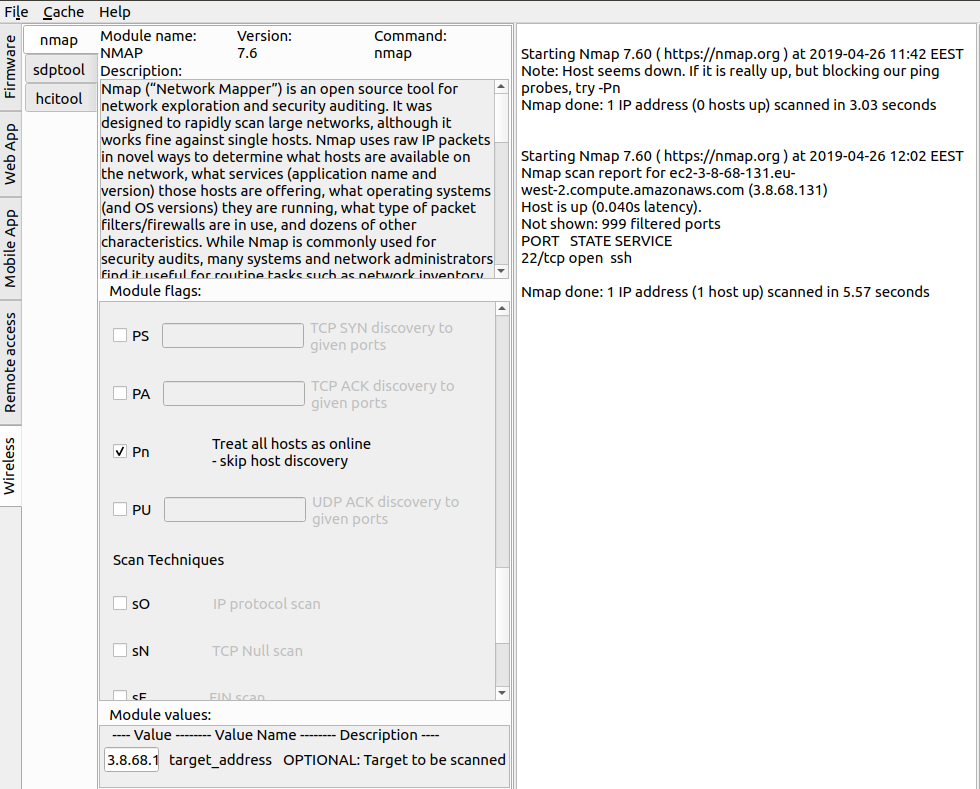 File Cache Help
Firmware
Web App
Mobile App
Remote access
Wireless
nmap
sdptool
hcitool
Module name: Version: Command:
NMAP 7.6 nmap
Description:
Nmap (“Network Mapper”) is an open source tool for
network exploration and security auditing. It was
designed to rapidly scan large networks, although it
works fine against single hosts. Nmap uses raw IP packets
in novel ways to determine what hosts are available on
the network, what services (application name and
version) those hosts are offering, what operating systems
(and OS versions) they are running, what type of packet
filters/firewalls are in use, and dozens of other
characteristics. While Nmap is commonly used for
security audits, many systems and network administrators
find it useful for routine tasks such as network inventory,
Module flags:
PS TCP SYN discovery to
given ports
PA TCP ACK discovery to
given ports
Pn Treat all hosts as online
- skip host discovery
PU UDP ACK discovery to
given ports
Scan Techniques
sO IP protocol scan
sN TCP Null scan
sF FIN scan
Module values:
---- Value -------- Value Name -------- Description ----
3.8.68.1 target_address OPTIONAL: Target to be scanned
Starting Nmap 7.60 ( https://nmap.org ) at 2019-04-26 11:42 EEST
Note: Host seems down. If it is really up, but blocking our ping
probes, try -Pn
Nmap done: 1 IP address (0 hosts up) scanned in 3.03 seconds
Starting Nmap 7.60 ( https://nmap.org ) at 2019-04-26 12:02 EEST
Nmap scan report for ec2-3-8-68-131.eu-
west-2.compute.amazonaws.com (3.8.68.131)
Host is up (0.040s latency).
Not shown: 999 filtered ports
PORT STATE SERVICE
22/tcp open ssh
Nmap done: 1 IP address (1 host up) scanned in 5.57 seconds